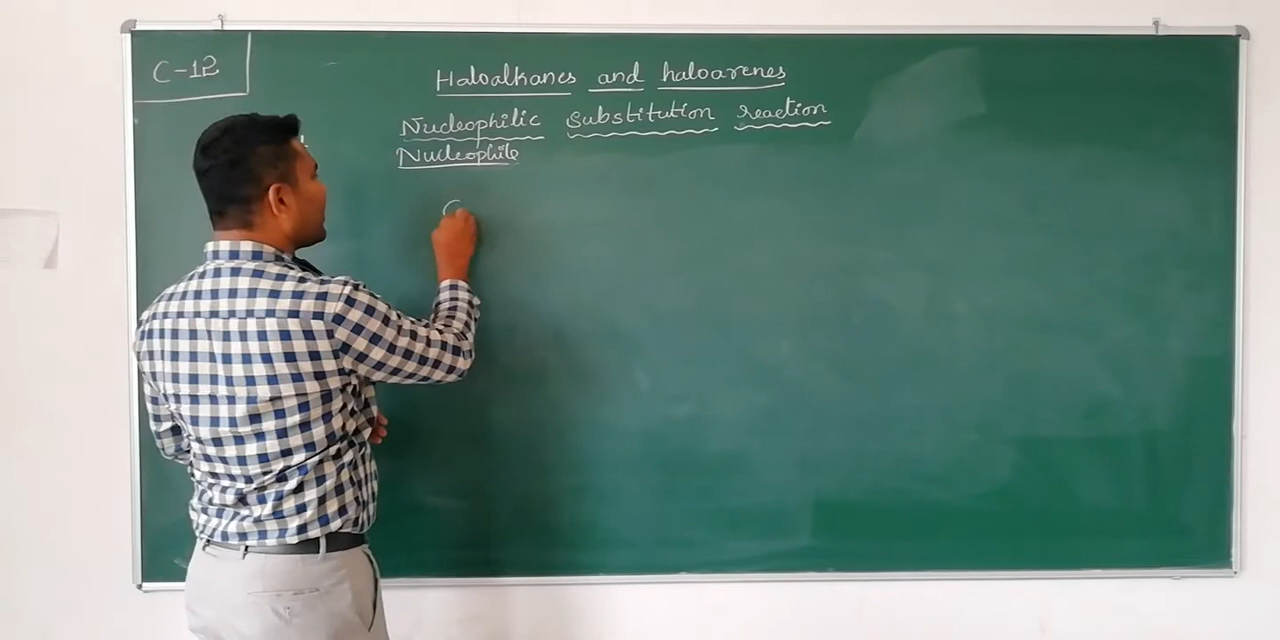 C-12
Haloalkanes and haloarenes
Nucleophilic substitution reaction
Nucleophile
C